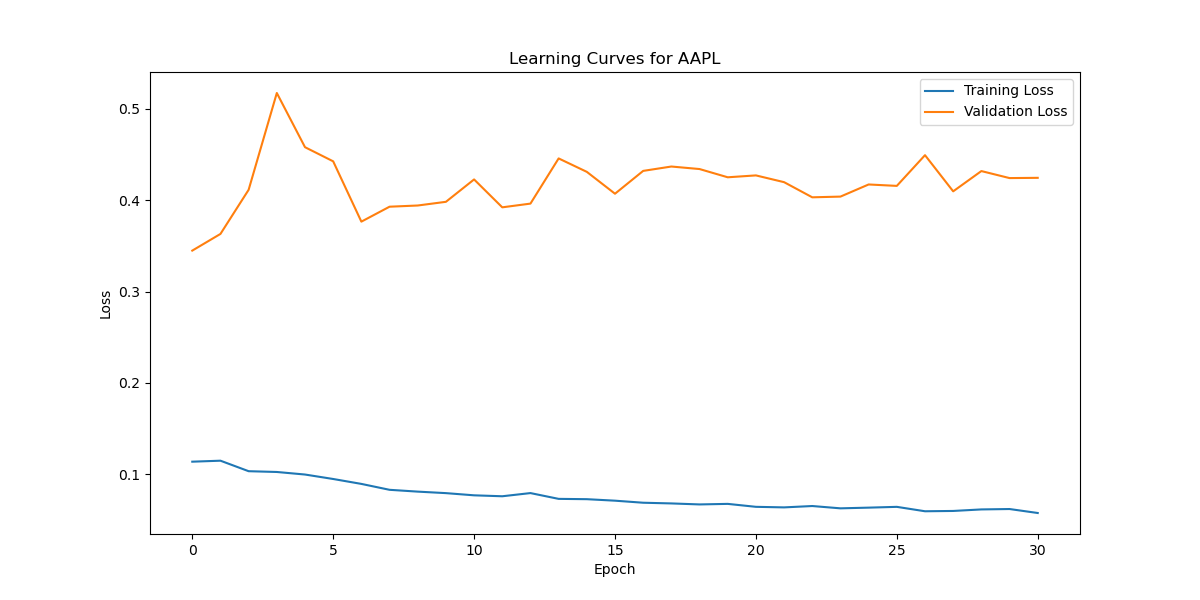 Learning Curves for AAPL
Training Loss
Validation Loss
0.5
0.4
0.3
0.2
0.1
Loss
0 5 10 15 20 25 30
Epoch